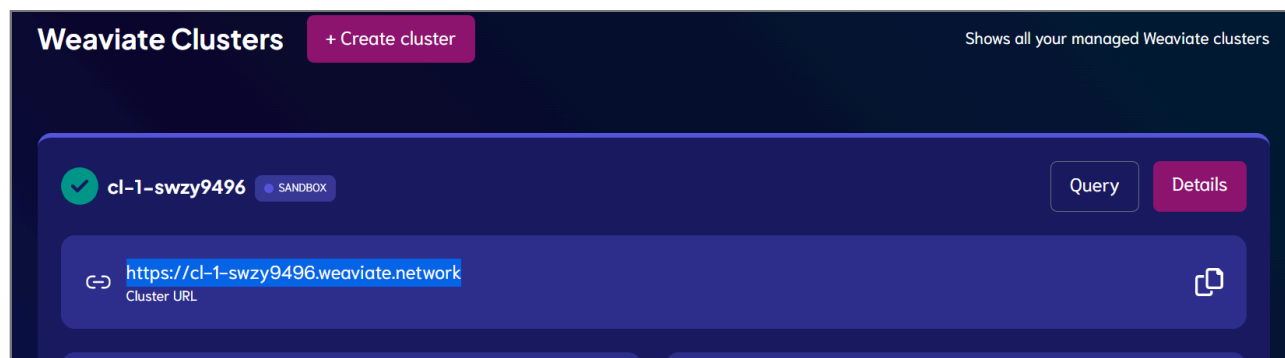 Weaviate Clusters
+ Create cluster
Shows all your managed Weaviate clusters
cl-1-swzy9496
SANDBOX
Query
Details
https://cl-1-swzy9496.weaviate.network
Cluster URL